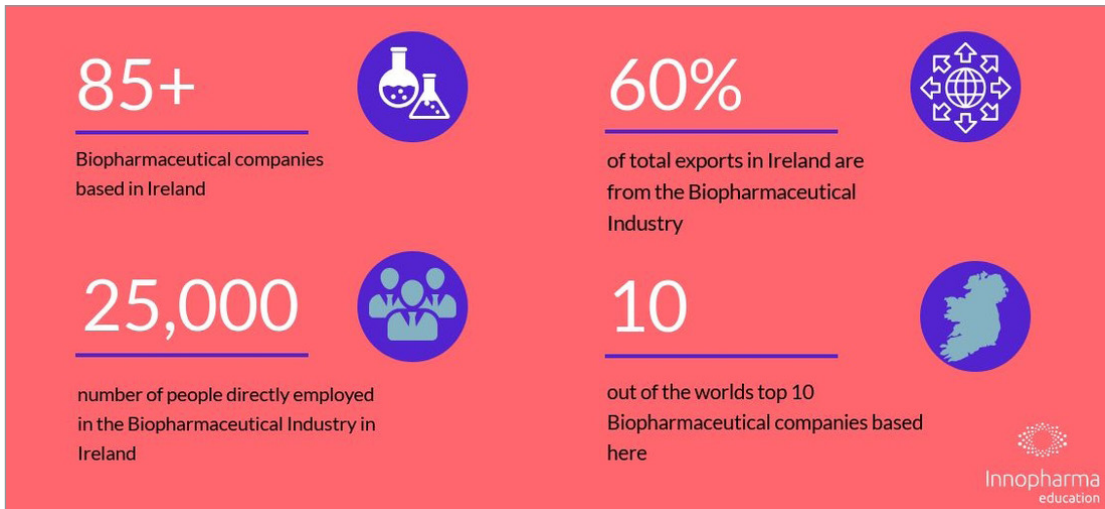 85+
Biopharmaceutical companies
based in Ireland
60%
of total exports in Ireland are
from the Biopharmaceutical
Industry
25,000
number of people directly employed
in the Biopharmaceutical Industry in
Ireland
10
out of the worlds top 10
Biopharmaceutical companies based
here
Innopharma
education